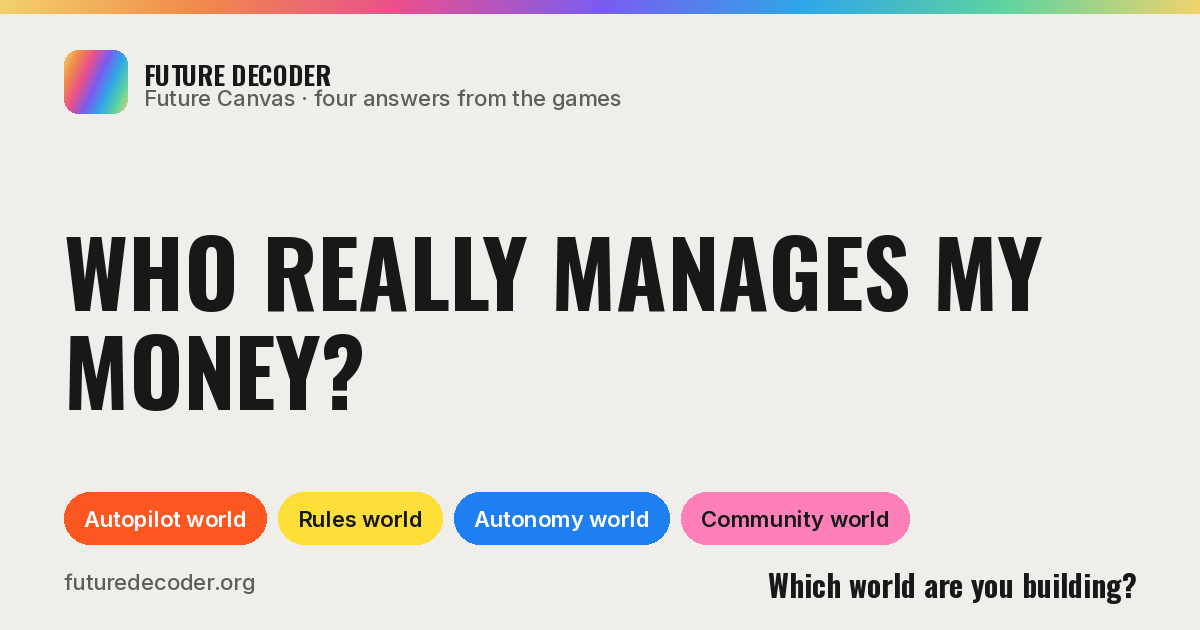 FUTURE DECODER
Future Canvas · four answers from the games
WHO REALLY MANAGES MY
MONEY?
Autopilot world
Rules world
Autonomy world
Community world
futuredecoder.org
Which world are you building?